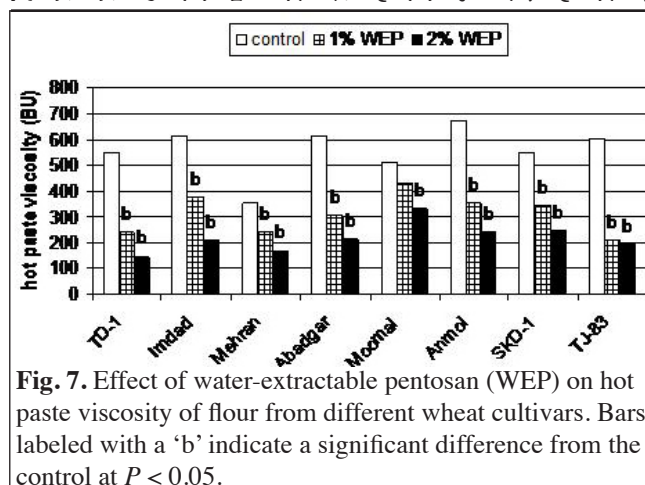 control 1% WEP 2% WEP
hot paste viscosity (BU)
800
700
600
500
400
300
200
100
0
b b b b b b b b b b b b b b b
TD-1 Imdad Mehran Abadgar Moomal Anmol SKD-1 TJ-83
Fig. 7. Effect of water-extractable pentosan (WEP) on hot
paste viscosity of flour from different wheat cultivars. Bars
labeled with a ‘b’ indicate a significant difference from the
control at P < 0.05.